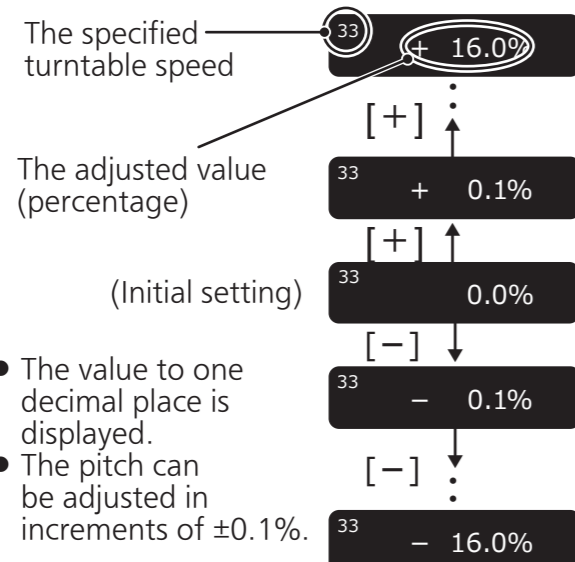 The specified
turntable speed
33
+ 16.0%
[+]
The adjusted value
(percentage)
33
+ 0.1%
[+]
(Initial setting)
33
0.0%
[−]
● The value to one
decimal place is
displayed.
33
− 0.1%
● The pitch can
be adjusted in
increments of ±0.1%.
[−]
33
− 16.0%